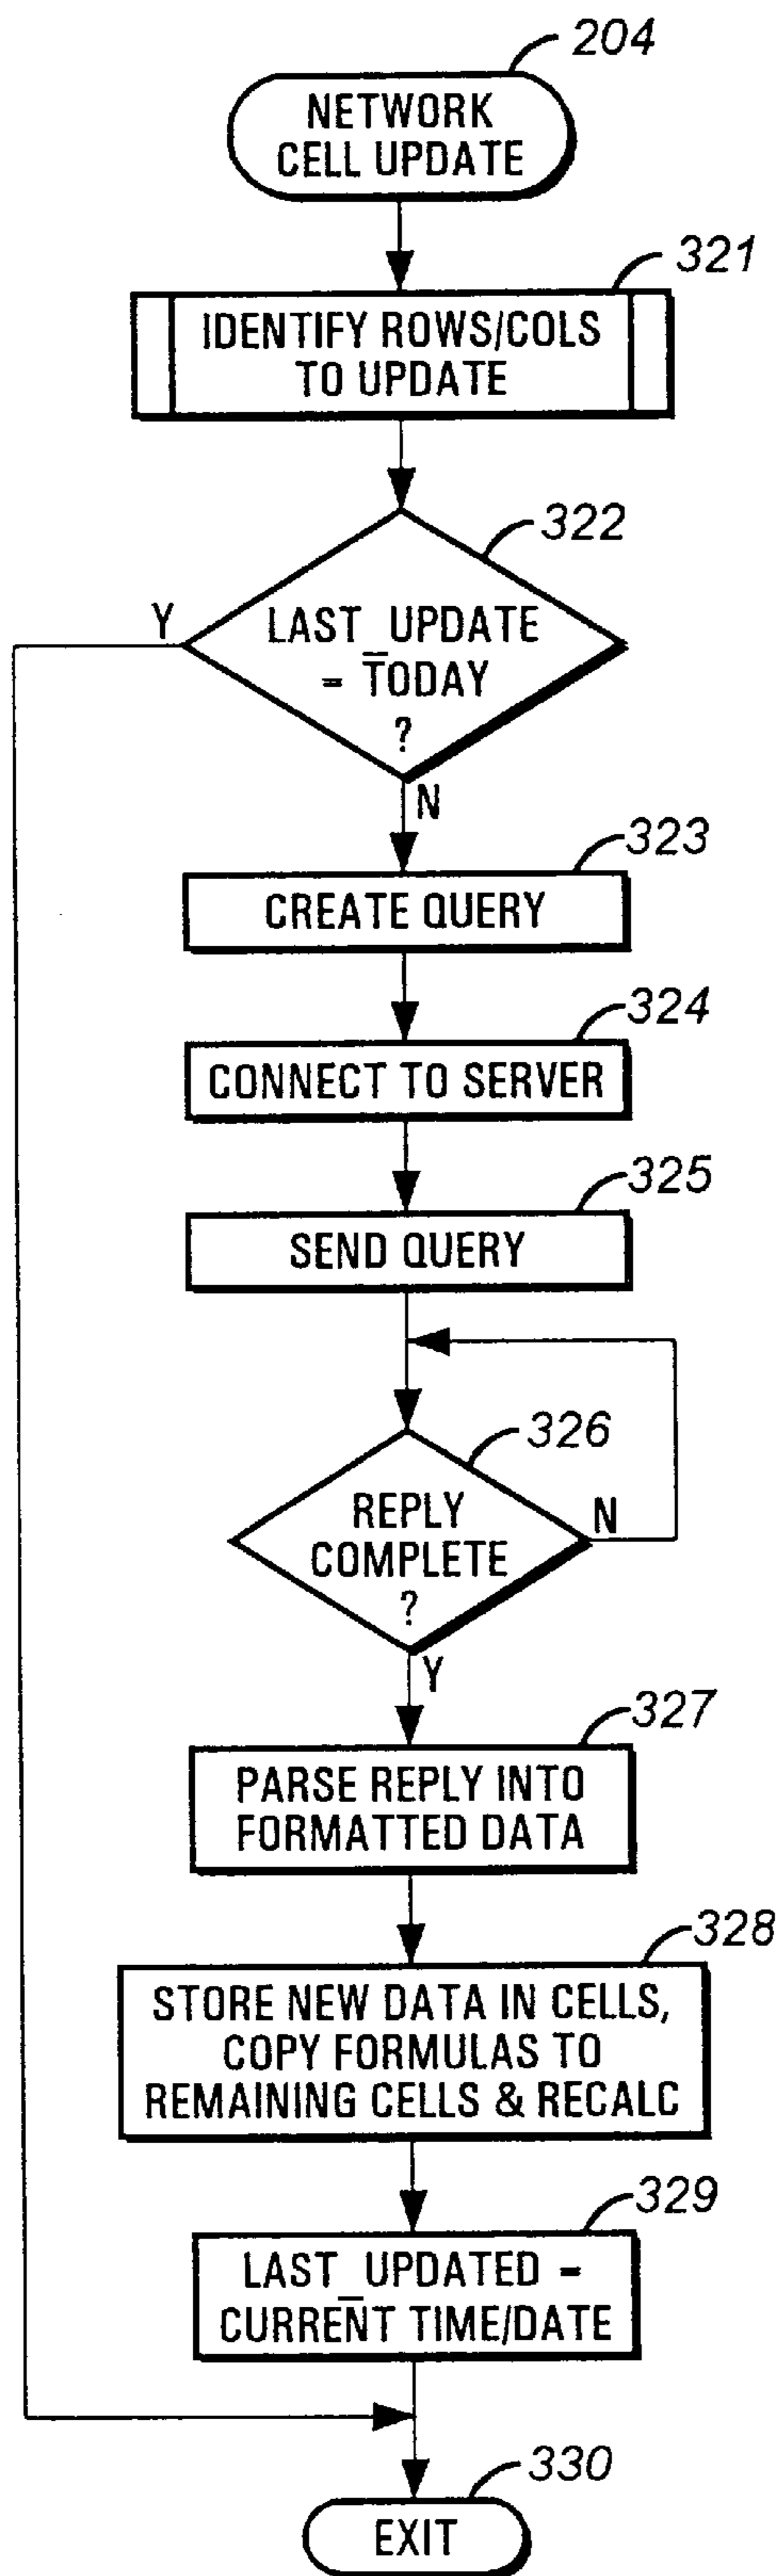 204
NETWORK
CELL UPDATE
321
IDENTIFY ROWS/COLS
TO UPDATE
322
Y
LAST_UPDATE
= TODAY
?
N
323
CREATE QUERY
324
CONNECT TO SERVER
325
SEND QUERY
326
REPLY
COMPLETE
?
N
Y
327
PARSE REPLY INTO
FORMATTED DATA
328
STORE NEW DATA IN CELLS,
COPY FORMULAS TO
REMAINING CELLS & RECALC
329
LAST_UPDATED =
CURRENT TIME/DATE
330
EXIT